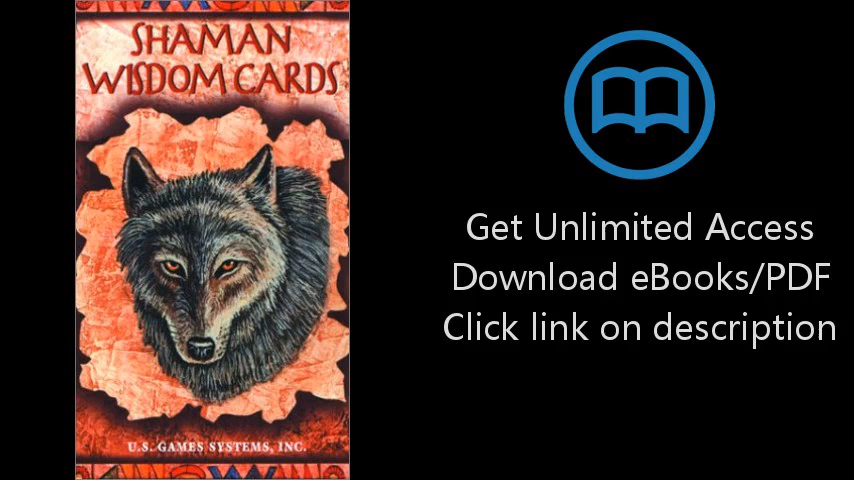 SHAMAN
WISDOM CARDS
U.S. GAMES SYSTEMS, INC.
Get Unlimited Access
Download eBooks/PDF
Click link on description